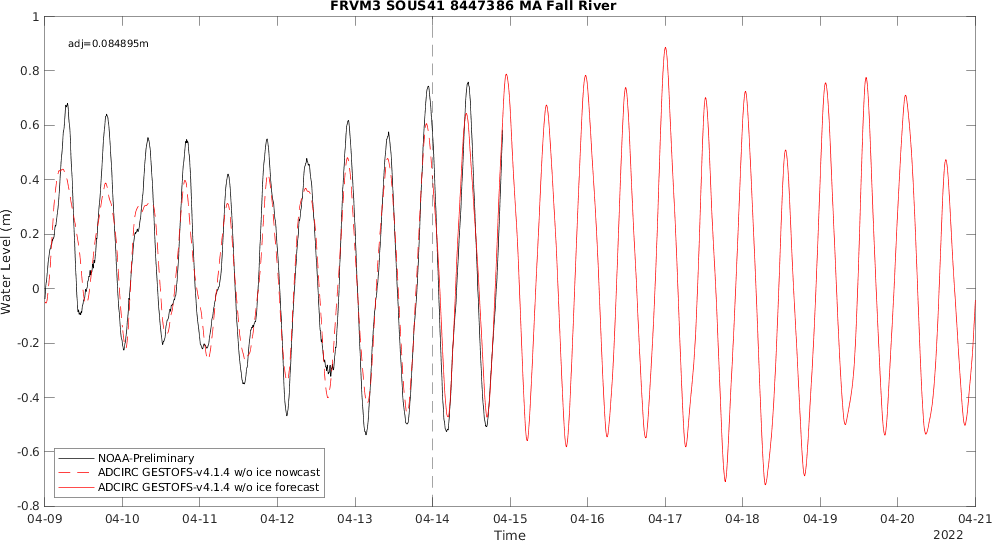 FRVM3 SOUS41 8447386 MA Fall River
adj=0.084895m
1
0.8
0.6
0.4
0.2
0
-0.2
-0.4
-0.6
-0.8
Water Level (m)
NOAA-Preliminary
ADCIRC GESTOFS-v4.1.4 w/o ice nowcast
ADCIRC GESTOFS-v4.1.4 w/o ice forecast
04-09 04-10 04-11 04-12 04-13 04-14 04-15 04-16 04-17 04-18 04-19 04-20 04-21
Time
2022